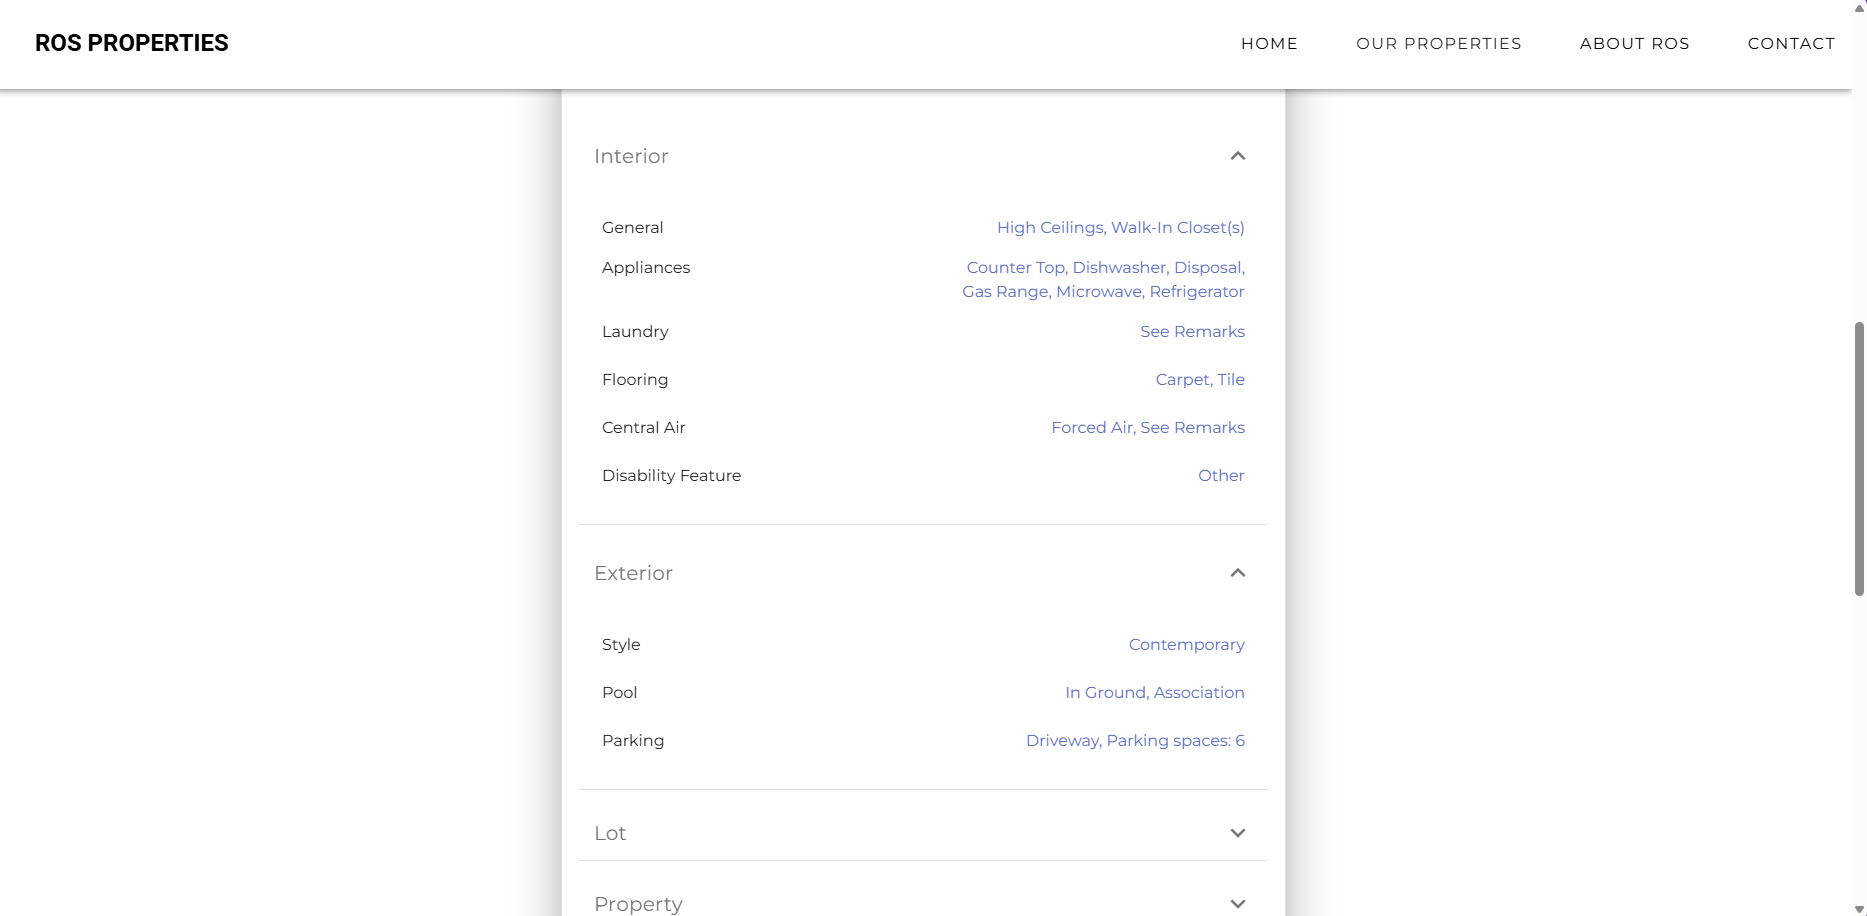 ROS PROPERTIES
HOME
OUR PROPERTIES
ABOUT ROS
CONTACT
Interior
General
High Ceilings, Walk-In Closet(s)
Appliances
Counter Top, Dishwasher, Disposal,
Gas Range, Microwave, Refrigerator
Laundry
See Remarks
Flooring
Carpet, Tile
Central Air
Forced Air, See Remarks
Disability Feature
Other
Exterior
Style
Contemporary
Pool
In Ground, Association
Parking
Driveway, Parking spaces: 6
Lot
Property